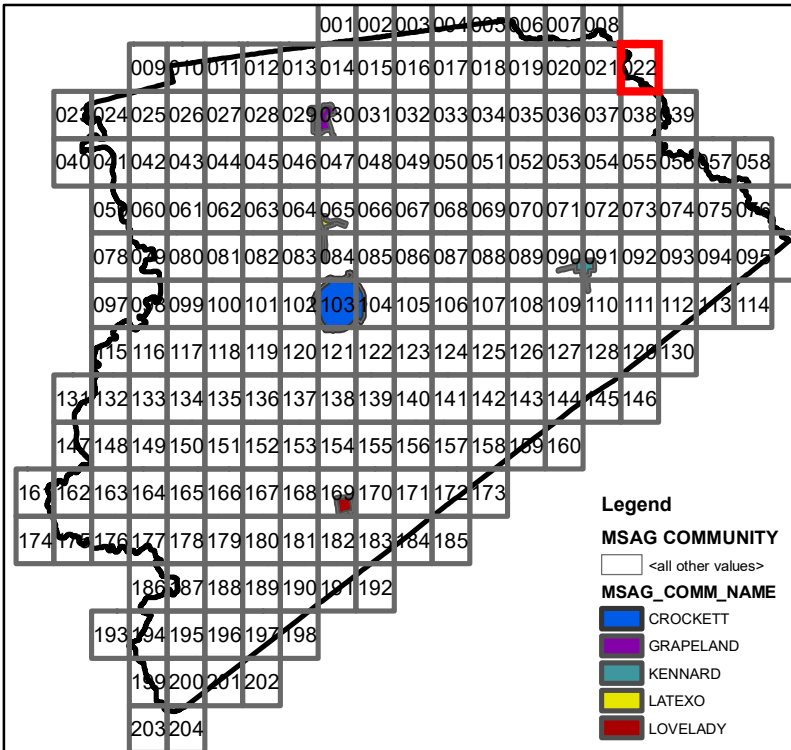 001 002 003 004 005 006 007 008
009 010 011 012 013 014 015 016 017 018 019 020 021 022
023 024 025 026 027 028 029 030 031 032 033 034 035 036 037 038 039
040 041 042 043 044 045 046 047 048 049 050 051 052 053 054 055 056 057 058
059 060 061 062 063 064 065 066 067 068 069 070 071 072 073 074 075 076
078 079 080 081 082 083 084 085 086 087 088 089 090 091 092 093 094 095
097 098 099 100 101 102 103 104 105 106 107 108 109 110 111 112 113 114
115 116 117 118 119 120 121 122 123 124 125 126 127 128 129 130
131 132 133 134 135 136 137 138 139 140 141 142 143 144 145 146
147 148 149 150 151 152 153 154 155 156 157 158 159 160
161 162 163 164 165 166 167 168 169 170 171 172 173
174 175 176 177 178 179 180 181 182 183 184 185
186 187 188 189 190 191 192
193 194 195 196 197 198
199 200 201 202
203 204
Legend
MSAG COMMUNITY
<all other values>
MSAG_COMM_NAME
CROCKETT
GRAPELAND
KENNARD
LATEXO
LOVELADY